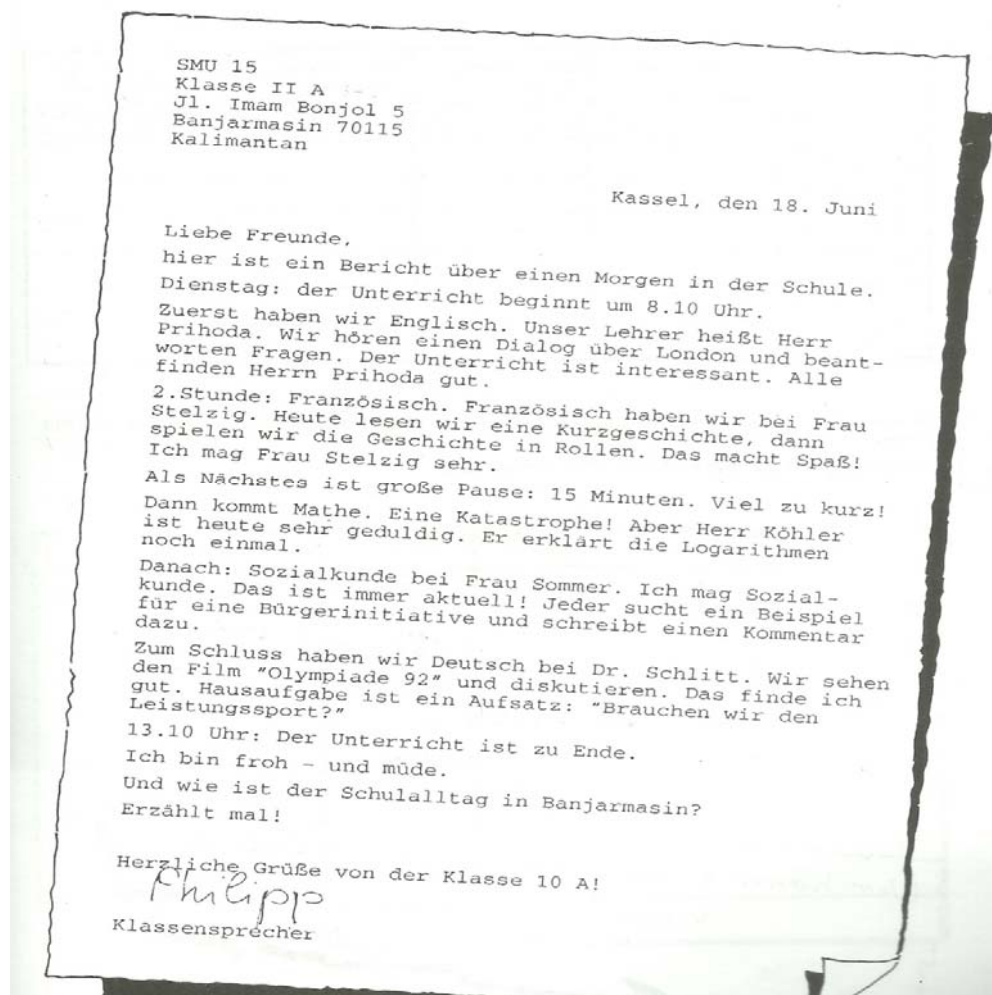 SMU 15
Klasse II A
Jl. Imam Bonjol 5
Banjarmasin 70115
Kalimantan
Kassel, den 18. Juni
Liebe Freunde,
hier ist ein Bericht über einen Morgen in der Schule.
Dienstag: der Unterricht beginnt um 8.10 Uhr.
Zuerst haben wir Englisch. Unser Lehrer heißt Herr
Prihoda. Wir hören einen Dialog über London und beant-
worten Fragen. Der Unterricht ist interessant. Alle
finden Herrn Prihoda gut.
2.Stunde: Französisch. Französisch haben wir bei Frau
Stelzig. Heute lesen wir eine Kurzgeschichte, dann
spielen wir die Geschichte in Rollen. Das macht Spaß!
Ich mag Frau Stelzig sehr.
Als Nächstes ist große Pause: 15 Minuten. Viel zu kurz!
Dann kommt Mathe. Eine Katastrophe! Aber Herr Köhler
ist heute sehr geduldig. Er erklärt die Logarithmen
noch einmal.
Danach: Sozialkunde bei Frau Sommer. Ich mag Sozial-
kunde. Das ist immer aktuell! Jeder sucht ein Beispiel
für eine Bürgerinitiative und schreibt einen Kommentar
dazu.
Zum Schluss haben wir Deutsch bei Dr. Schlitt. Wir sehen
den Film "Olympiade 92" und diskutieren. Das finde ich
gut. Hausaufgabe ist ein Aufsatz: "Brauchen wir den
Leistungssport?"
13.10 Uhr: Der Unterricht ist zu Ende.
Ich bin froh - und müde.
Und wie ist der Schulalltag in Banjarmasin?
Erzählt mal!
Herzliche Grüße von der Klasse 10 A!
Philipp
Klassensprecher